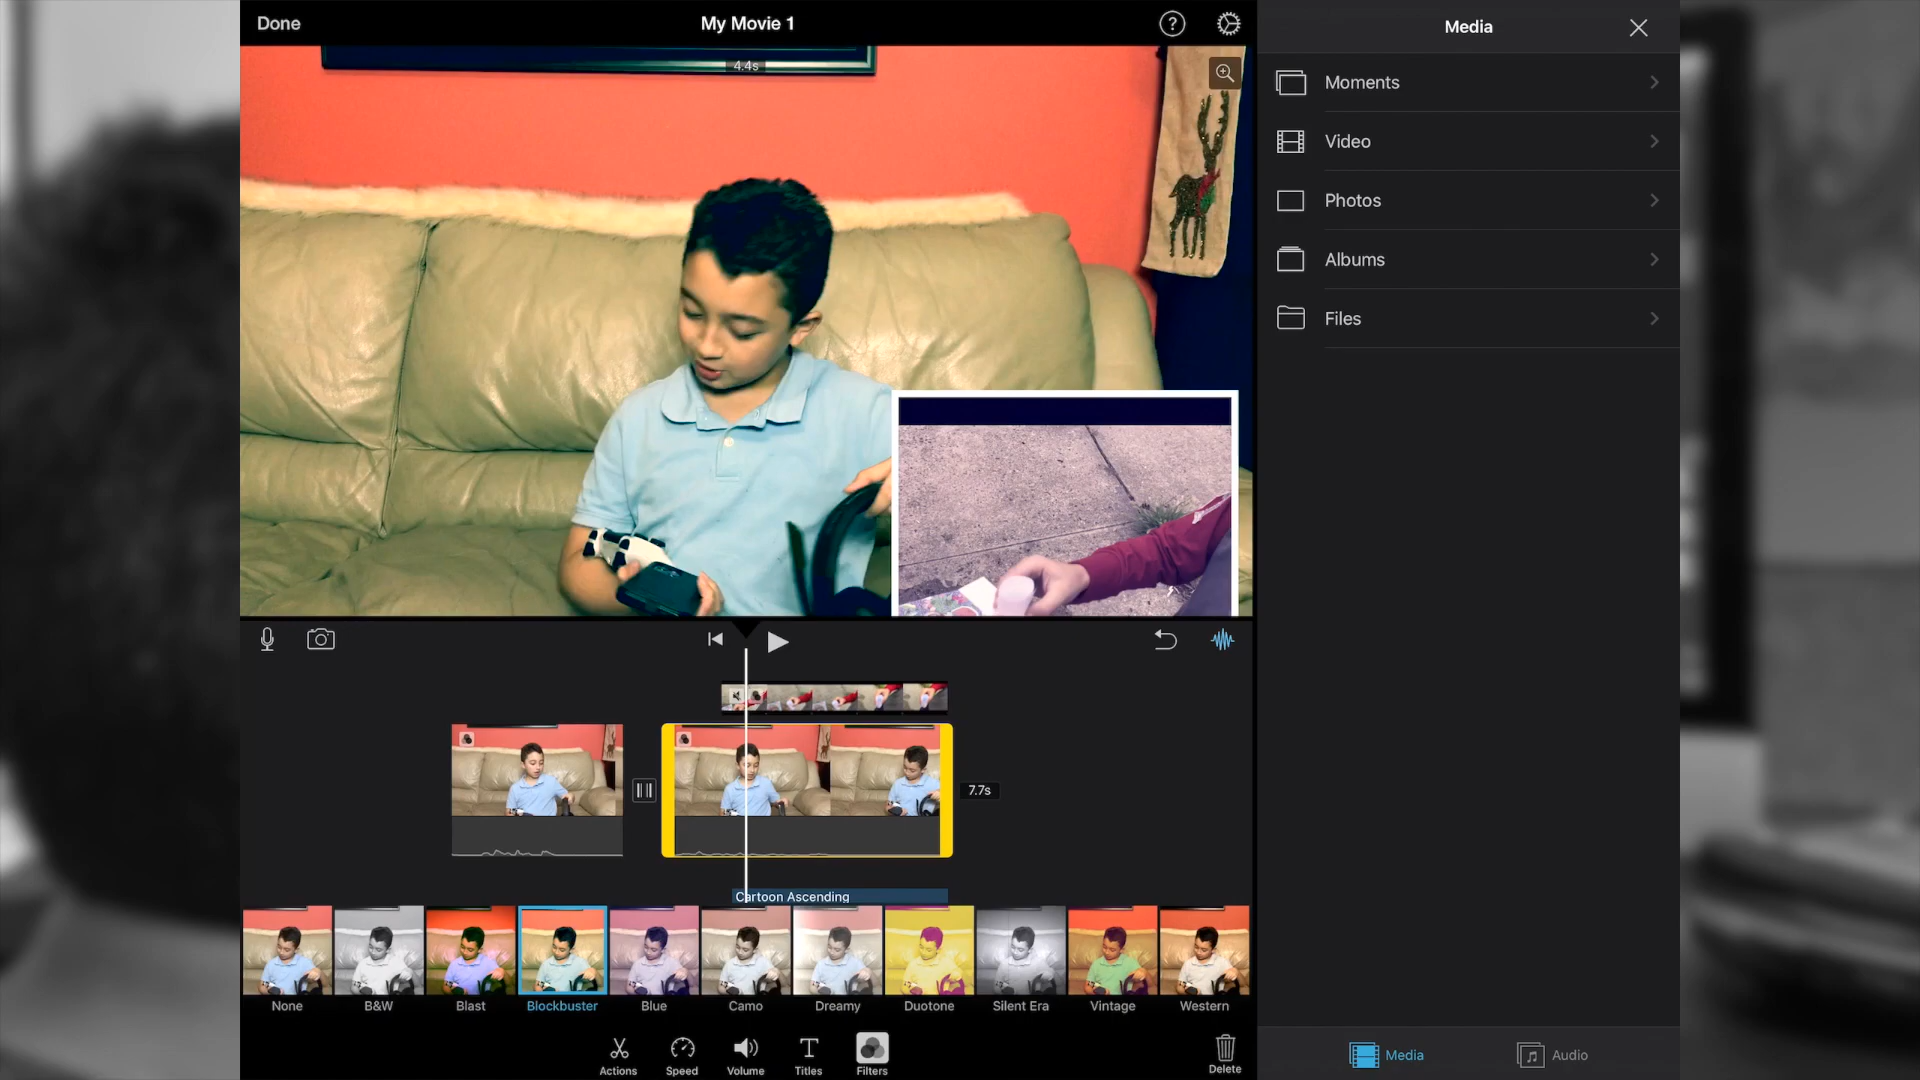 Done
My Movie 1
?
4.4s
Media
Moments
Video
Photos
Albums
Files
7.7s
Cartoon Ascending
None
B&W
Blast
Blockbuster
Blue
Camo
Dreamy
Duotone
Silent Era
Vintage
Western
Actions
Speed
Volume
Titles
Filters
Delete
Media
Audio